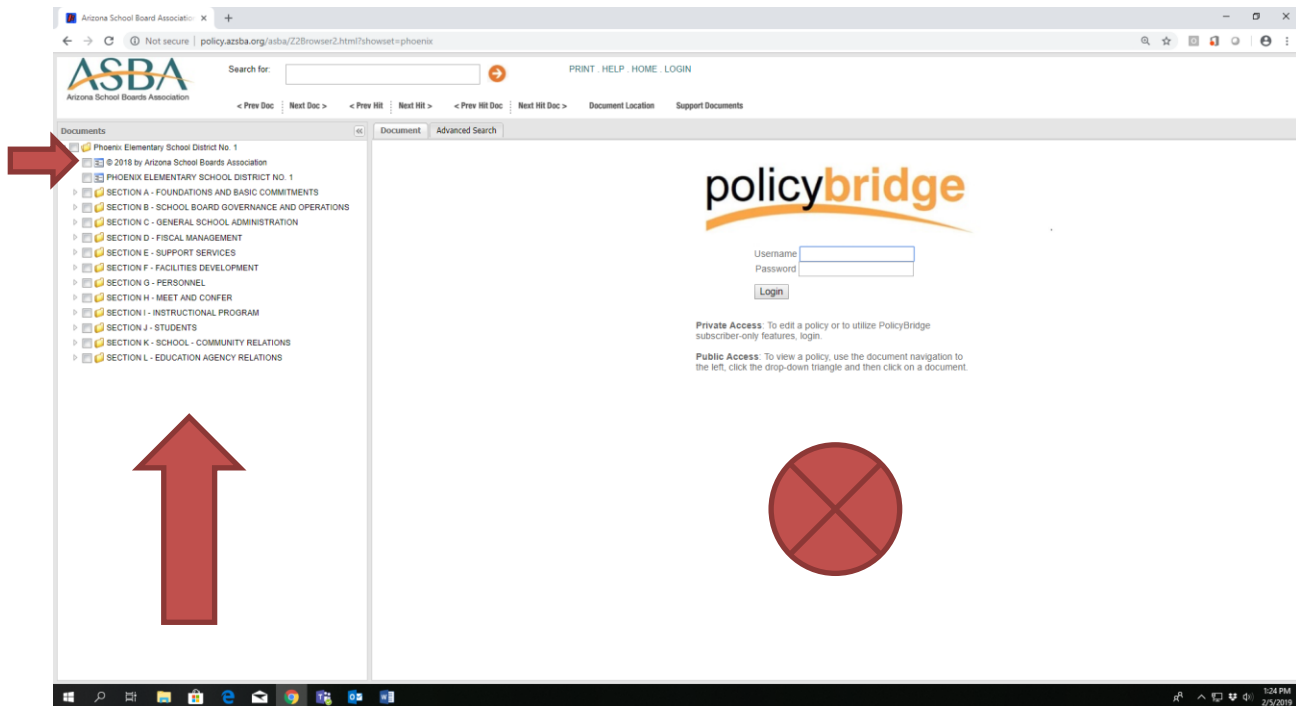 Arizona School Board Association
Not secure | policy.azsba.org/asba/Z2Browser2.html?showset=phoenix
ASBA
Arizona School Boards Association
Search for:
PRINT . HELP . HOME . LOGIN
< Prev Doc Next Doc > < Prev Hit Next Hit > < Prev Hit Doc Next Hit Doc > Document Location Support Documents
Documents
Document Advanced Search
Phoenix Elementary School District No. 1
© 2018 by Arizona School Boards Association
PHOENIX ELEMENTARY SCHOOL DISTRICT NO. 1
SECTION A - FOUNDATIONS AND BASIC COMMITMENTS
SECTION B - SCHOOL BOARD GOVERNANCE AND OPERATIONS
SECTION C - GENERAL SCHOOL ADMINISTRATION
SECTION D - FISCAL MANAGEMENT
SECTION E - SUPPORT SERVICES
SECTION F - FACILITIES DEVELOPMENT
SECTION G - PERSONNEL
SECTION H - MEET AND CONFER
SECTION I - INSTRUCTIONAL PROGRAM
SECTION J - STUDENTS
SECTION K - SCHOOL - COMMUNITY RELATIONS
SECTION L - EDUCATION AGENCY RELATIONS
policybridge
Username
Password
Login
Private Access: To edit a policy or to utilize PolicyBridge
subscriber-only features, login.
Public Access: To view a policy, use the document navigation to
the left, click the drop-down triangle and then click on a document.
1:24 PM
2/5/2019